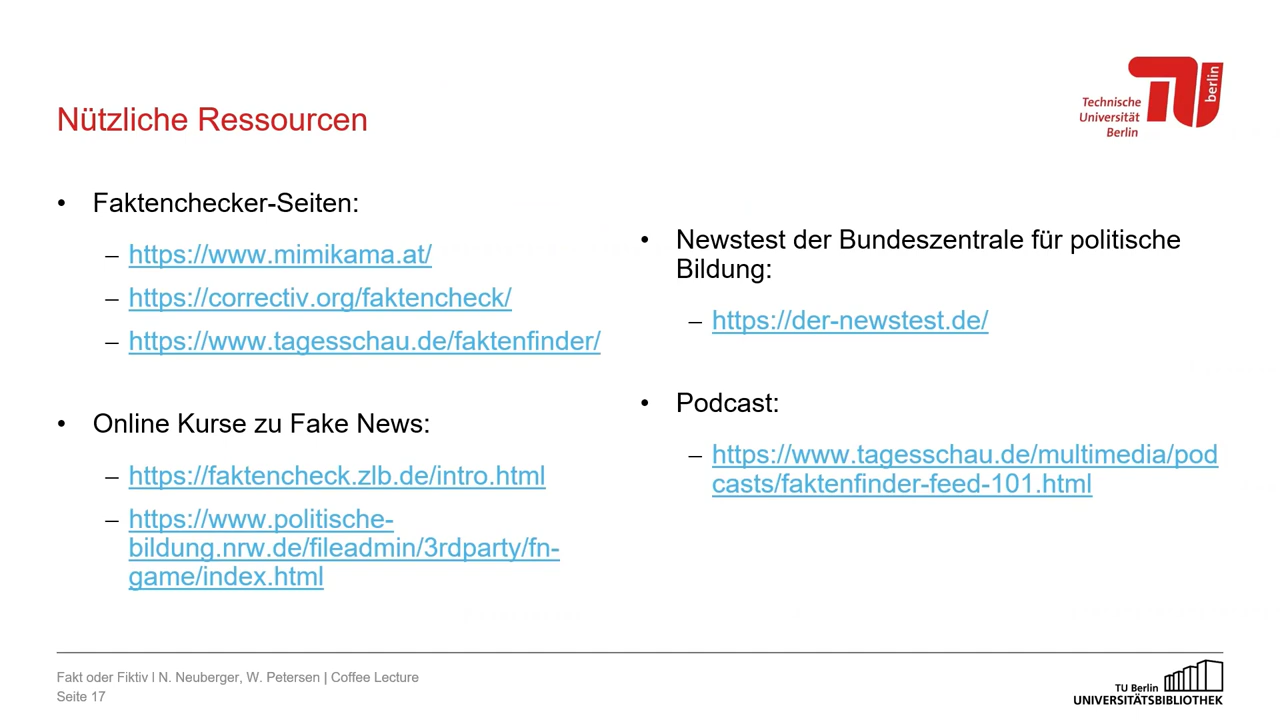 Technische
Universität
Berlin
berlin
Nützliche Ressourcen
• Faktenchecker-Seiten:
– https://www.mimikama.at/
– https://correctiv.org/faktencheck/
– https://www.tagesschau.de/faktenfinder/
• Online Kurse zu Fake News:
– https://faktencheck.zlb.de/intro.html
– https://www.politische-
bildung.nrw.de/fileadmin/3rdparty/fn-
game/index.html
• Newstest der Bundeszentrale für politische
Bildung:
– https://der-newstest.de/
• Podcast:
– https://www.tagesschau.de/multimedia/pod
casts/faktenfinder-feed-101.html
Fakt oder Fiktiv I N. Neuberger, W. Petersen | Coffee Lecture
Seite 17
TU Berlin
UNIVERSITÄTSBIBLIOTHEK